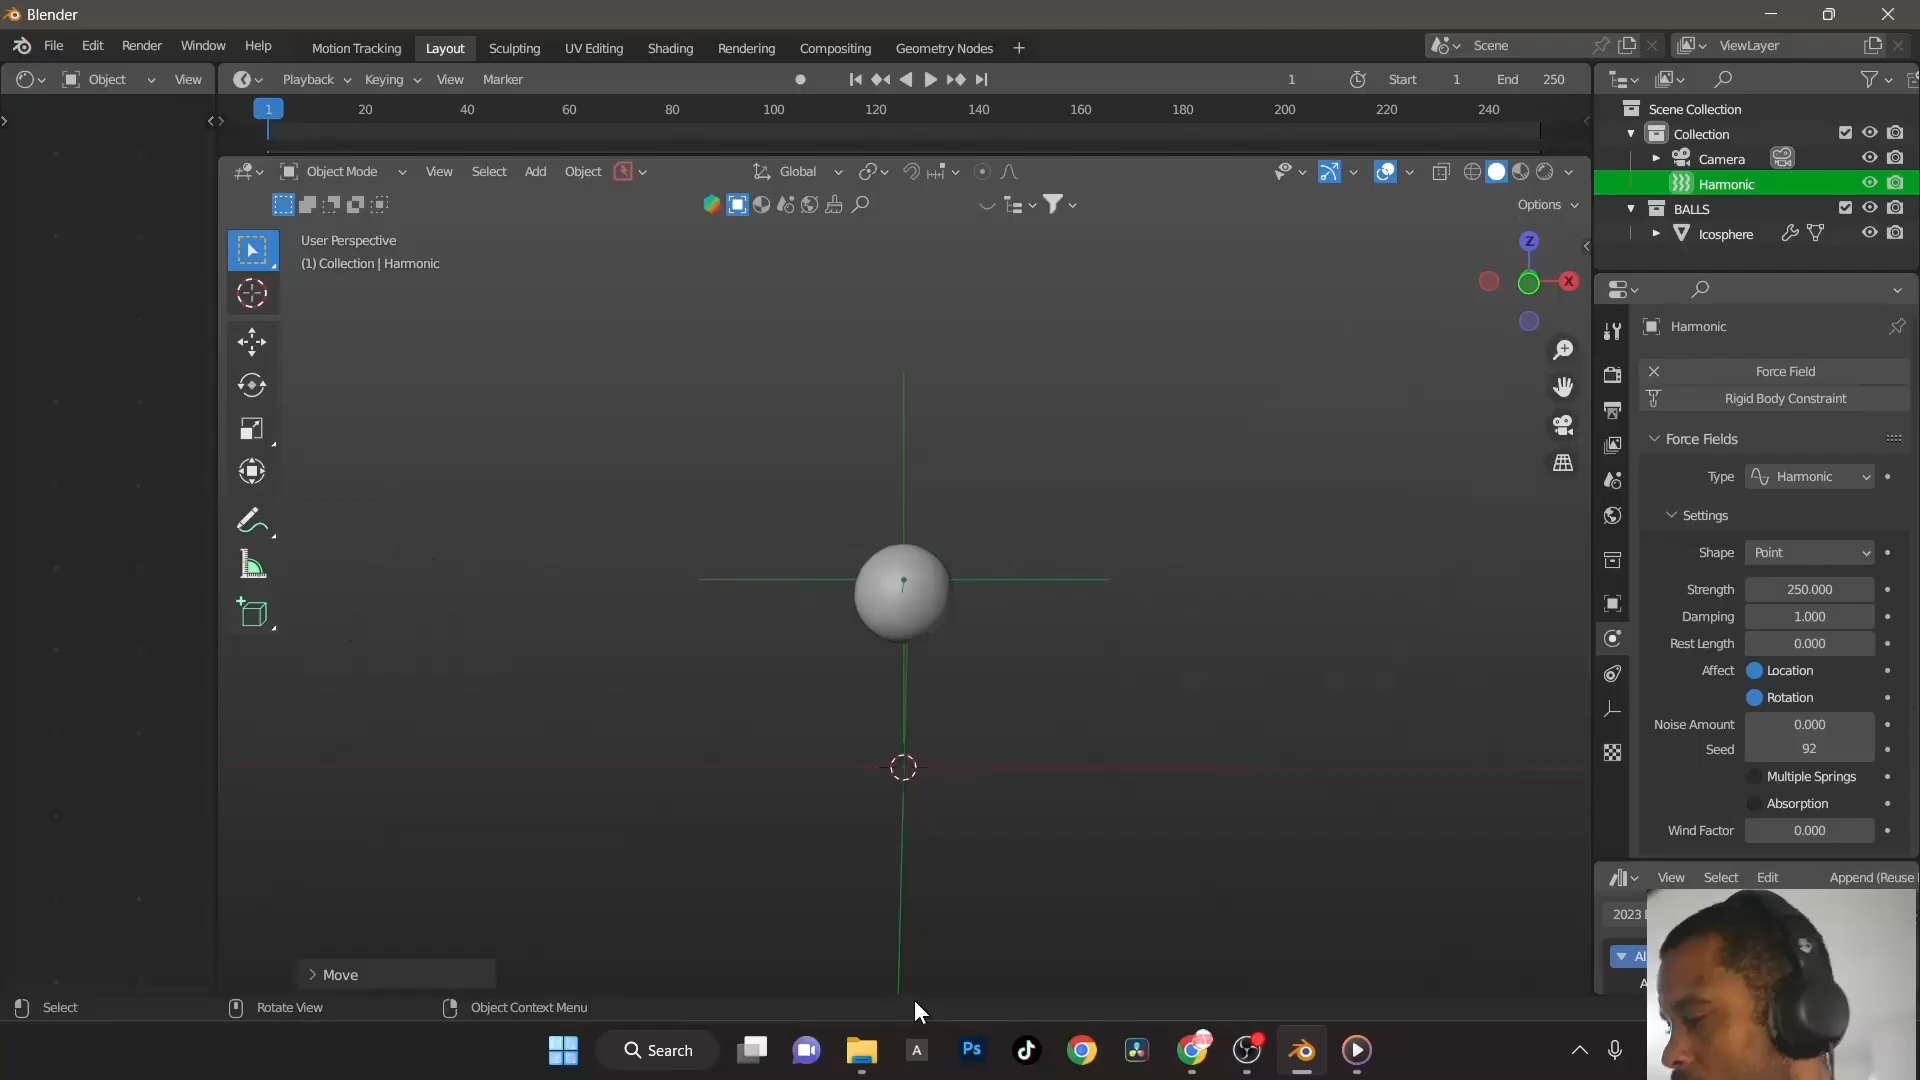 Blender
File Edit Render Window Help
Motion Tracking Layout Sculpting UV Editing Shading Rendering Compositing Geometry Nodes +
Scene
ViewLayer
Object View
Playback Keying View Marker
1 Start 1 End 250
1 20 40 60 80 100 120 140 160 180 200 220 240
Scene Collection
Collection
Camera
Harmonic
BALLS
Icosphere
Object Mode View Select Add Object
Global
Options
User Perspective
(1) Collection | Harmonic
Z
X
Harmonic
Force Field
Rigid Body Constraint
Force Fields
Type Harmonic
Settings
Shape Point
Strength 250.000
Damping 1.000
Rest Length 0.000
Affect Location
Rotation
Noise Amount 0.000
Seed 92
Multiple Springs
Absorption
Wind Factor 0.000
View Select Edit Append (Reuse
2023
Al
A
Move
Select Rotate View Object Context Menu
Search
A
Ps